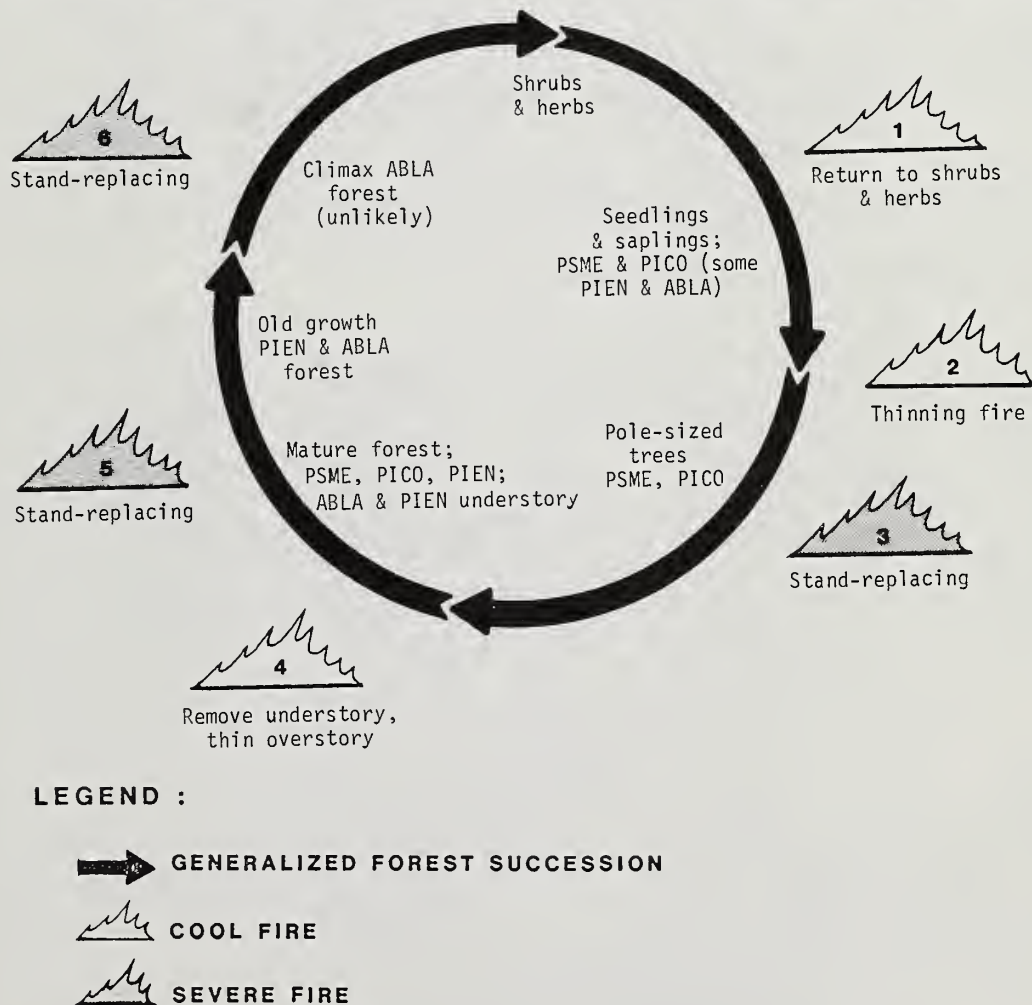 Shrubs
& herbs
1
Return to shrubs
& herbs
Seedlings
& saplings;
PSME & PICO (some
PIEN & ABLA)
2
Thinning fire
Pole-sized
trees
PSME, PICO
3
Stand-replacing
4
Remove understory,
thin overstory
Mature forest;
PSME, PICO, PIEN;
ABLA & PIEN understory
5
Stand-replacing
Old growth
PIEN & ABLA
forest
6
Stand-replacing
Climax ABLA
forest
(unlikely)
LEGEND :
GENERALIZED FOREST SUCCESSION
COOL FIRE
SEVERE FIRE